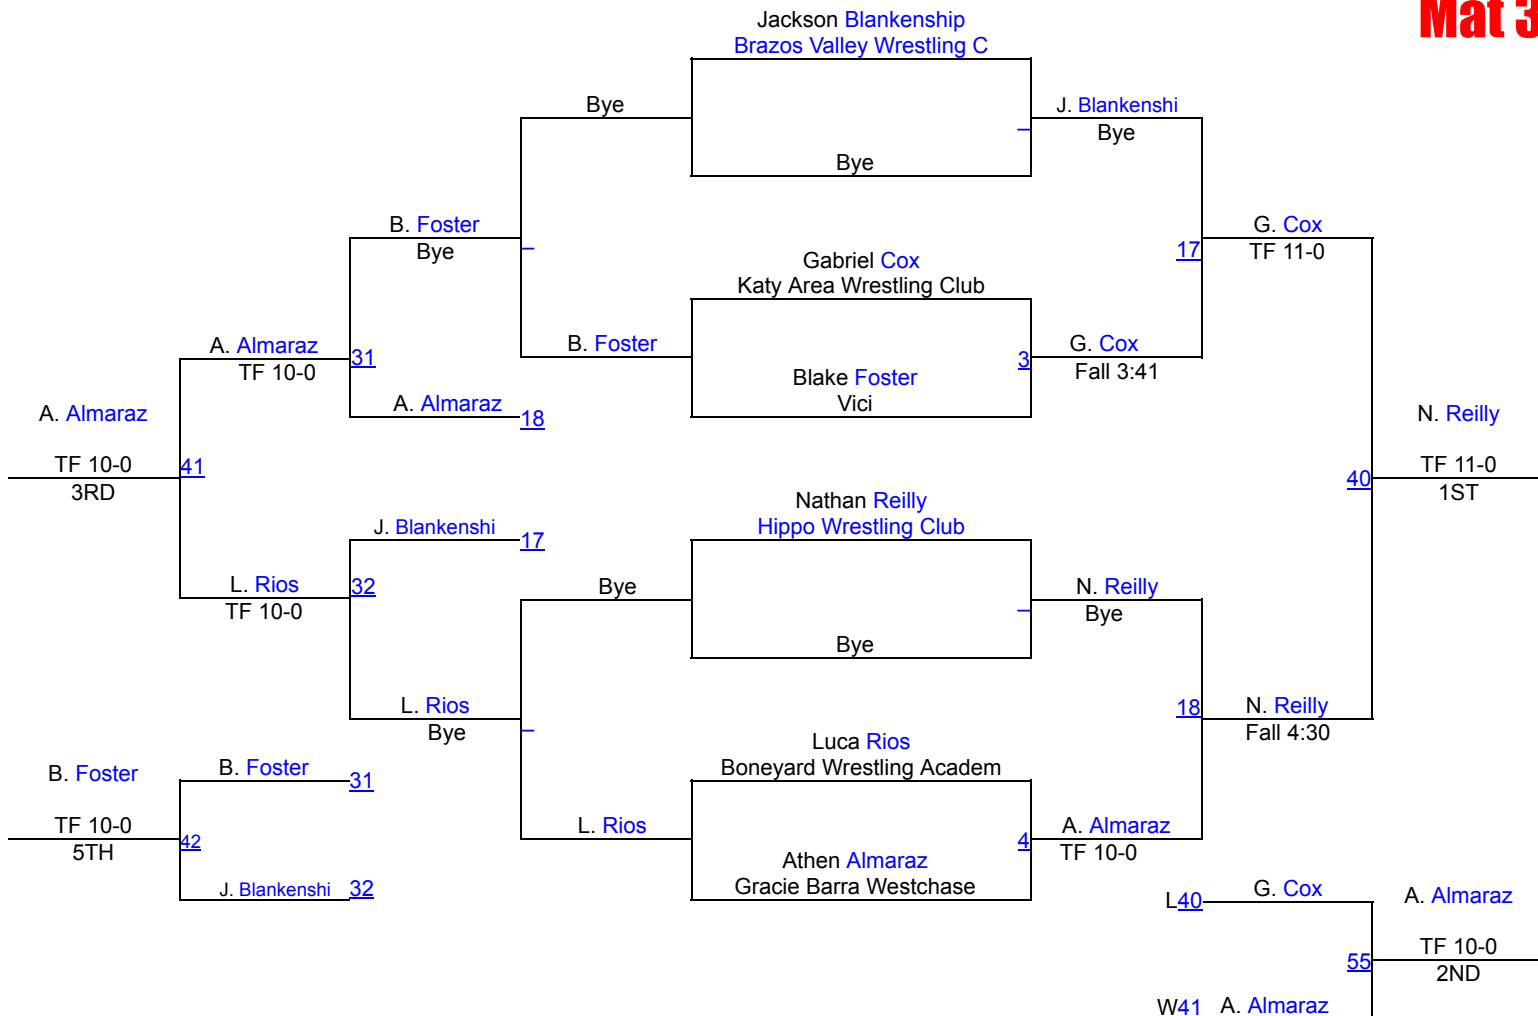 Mat 3
Jackson Blankenship
Brazos Valley Wrestling C
Bye
J. Blankenshi
Bye
Bye
B. Foster
Bye
G. Cox
TF 11-0
17
Gabriel Cox
Katy Area Wrestling Club
A. Almaraz
TF 10-0
31
B. Foster
3
G. Cox
Fall 3:41
Blake Foster
Vici
A. Almaraz
18
A. Almaraz
TF 10-0
3RD
41
N. Reilly
TF 11-0
1ST
40
Nathan Reilly
Hippo Wrestling Club
J. Blankenshi
17
L. Rios
TF 10-0
32
Bye
N. Reilly
Bye
Bye
L. Rios
Bye
18
N. Reilly
Fall 4:30
Luca Rios
Boneyard Wrestling Academ
B. Foster
TF 10-0
5TH
B. Foster
31
42
L. Rios
4
A. Almaraz
TF 10-0
Athen Almaraz
Gracie Barra Westchase
J. Blankenshi
32
L40
G. Cox
A. Almaraz
TF 10-0
2ND
55
W41
A. Almaraz